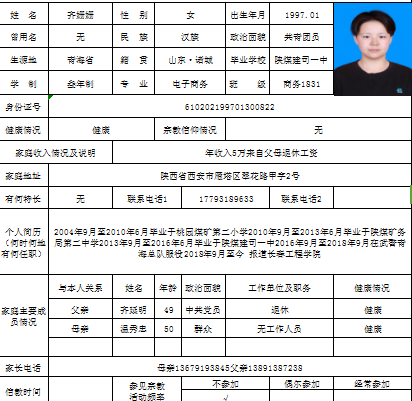 姓 名 齐姗姗 性 别 女 出生年月 1997.01
曾用名 无 民 族 汉族 政治面貌 共青团员
生源地 青海省 籍 贯 山东·诸城 毕业学校 陕煤建司一中
学 制 叁年制 专 业 电子商务 班 级 商务1831
身份证号 610202199701300822
健康情况 健康 宗教信仰情况 无
家庭收入情况及说明 年收入5万来自父母退休工资
家庭地址 陕西省西安市雁塔区翠花路甲字2号
有何特长 无 联系电话1 17793189633 联系电话2
个人简历
(何时何地
有何任职)
2004年9月至2010年6月毕业于桃园煤矿第二小学2010年9月至2013年6月毕业于陕煤矿务
局第二中学2013年9月至2016年6月毕业于陕煤建司一中2016年9月至2018年9月在武警青
海总队服役2018年9月至今 报道长春工程学院
家庭主要成
员情况
与本人关系 姓名 年龄 政治面貌 工作单位及职务 健康情况
父亲 齐延明 49 中共党员 退休 健康
母亲 温秀忠 50 群众 无工作人员 健康
家长电话 母亲13679193845父亲13891387238
信教时间 参见宗教
活动频率 不参加 偶尔参加 经常参加
√